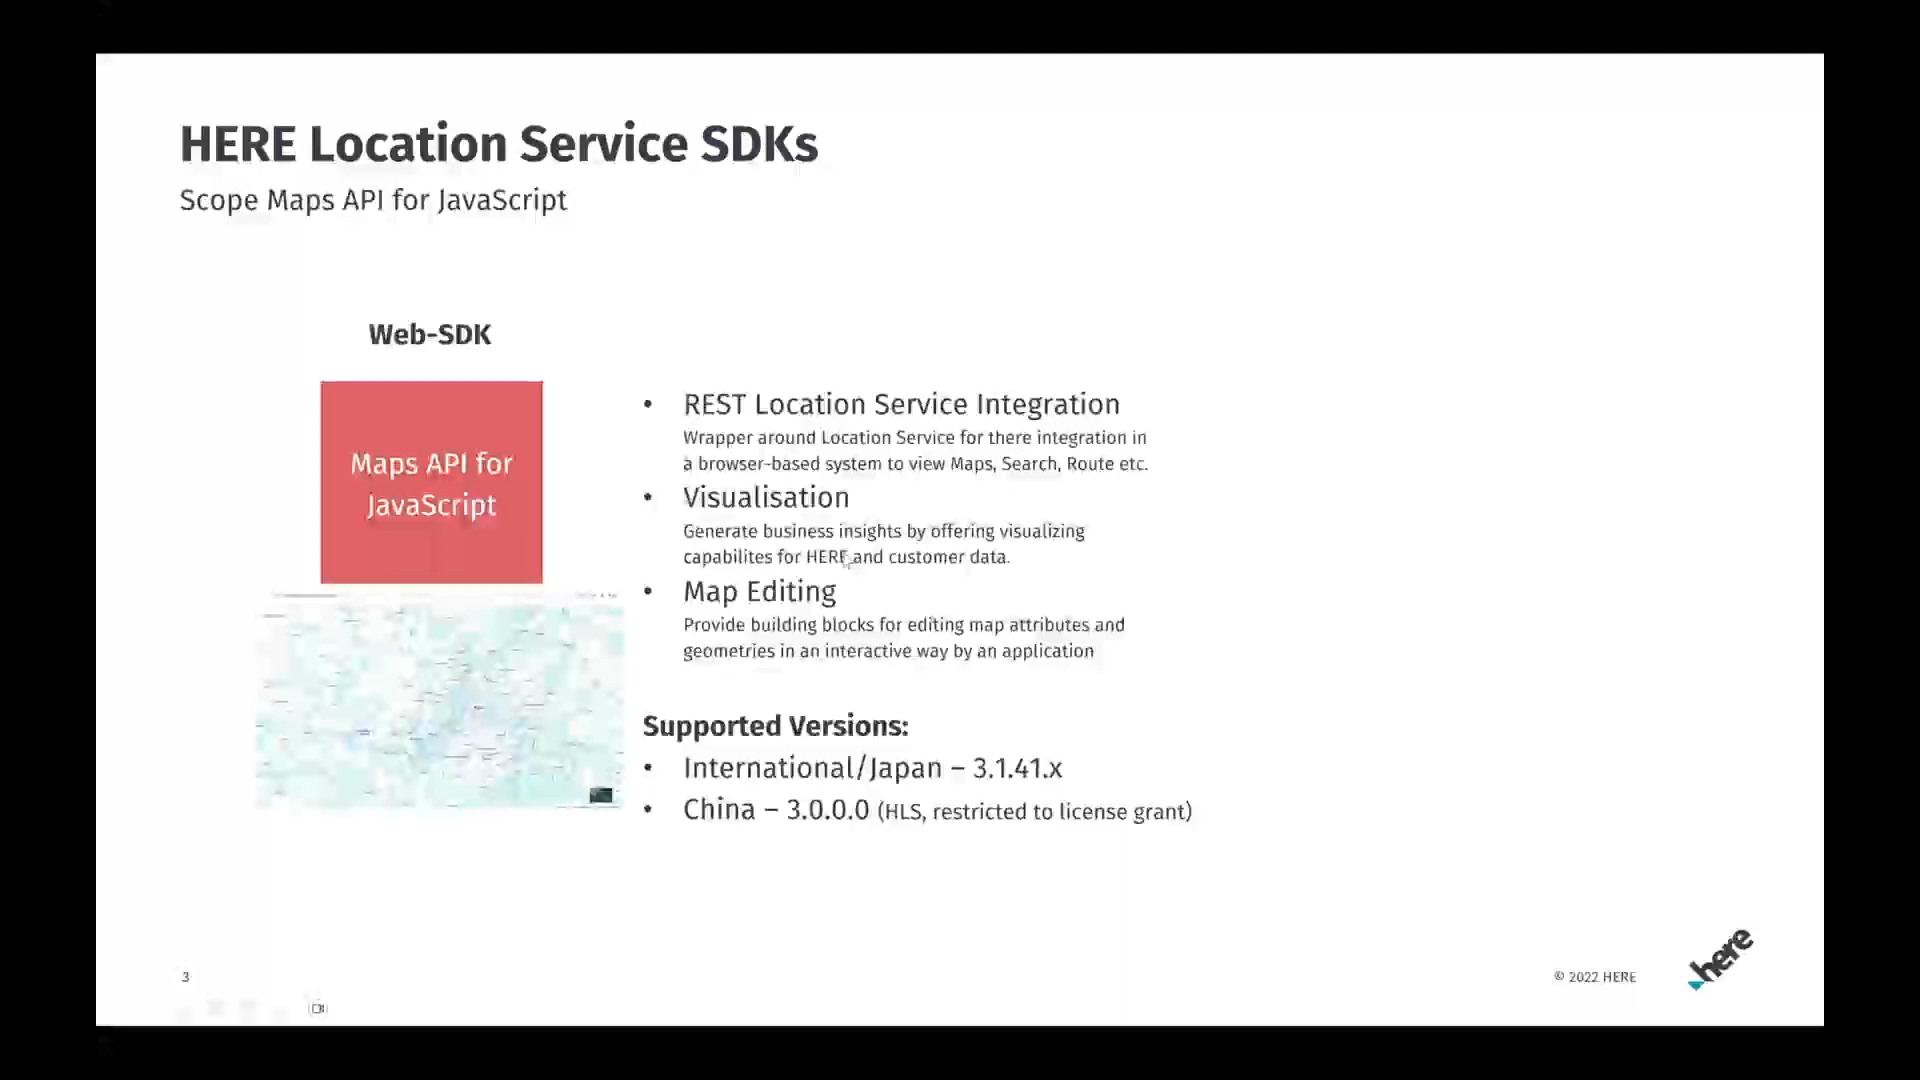 HERE Location Service SDKs
Scope Maps API for JavaScript
Web-SDK
Maps API for
JavaScript
• REST Location Service Integration
Wrapper around Location Service for there integration in
a browser-based system to view Maps, Search, Route etc.
• Visualisation
Generate business insights by offering visualizing
capabilites for HERE and customer data.
• Map Editing
Provide building blocks for editing map attributes and
geometries in an interactive way by an application
Supported Versions:
• International/Japan – 3.1.41.x
• China – 3.0.0.0 (HLS, restricted to license grant)
3
© 2022 HERE
here